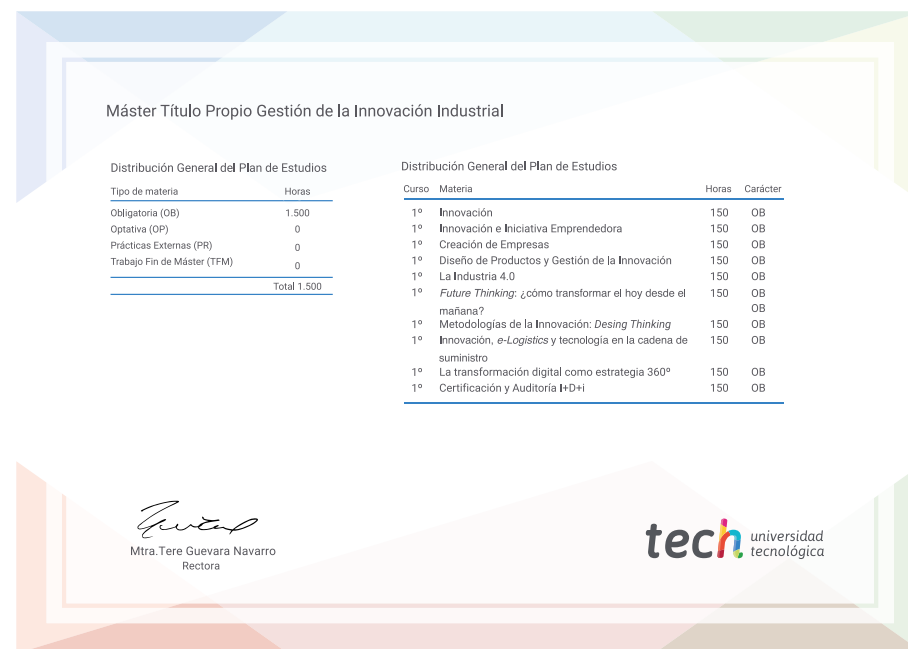 Máster Título Propio Gestión de la Innovación Industrial
Distribución General del Plan de Estudios
Tipo de materia Horas
Obligatoria (OB) 1.500
Optativa (OP) 0
Prácticas Externas (PR) 0
Trabajo Fin de Máster (TFM) 0
Total 1.500
Distribución General del Plan de Estudios
Curso Materia Horas Carácter
1º Innovación 150 OB
1º Innovación e Iniciativa Emprendedora 150 OB
1º Creación de Empresas 150 OB
1º Diseño de Productos y Gestión de la Innovación 150 OB
1º La Industria 4.0 150 OB
1º Future Thinking: ¿cómo transformar el hoy desde el 150 OB
mañana? OB
1º Metodologías de la Innovación: Desing Thinking 150 OB
1º Innovación, e-Logistics y tecnología en la cadena de 150 OB
suministro
1º La transformación digital como estrategia 360º 150 OB
1º Certificación y Auditoría I+D+i 150 OB
Mtra.Tere Guevara Navarro
Rectora
tech universidad
tecnológica